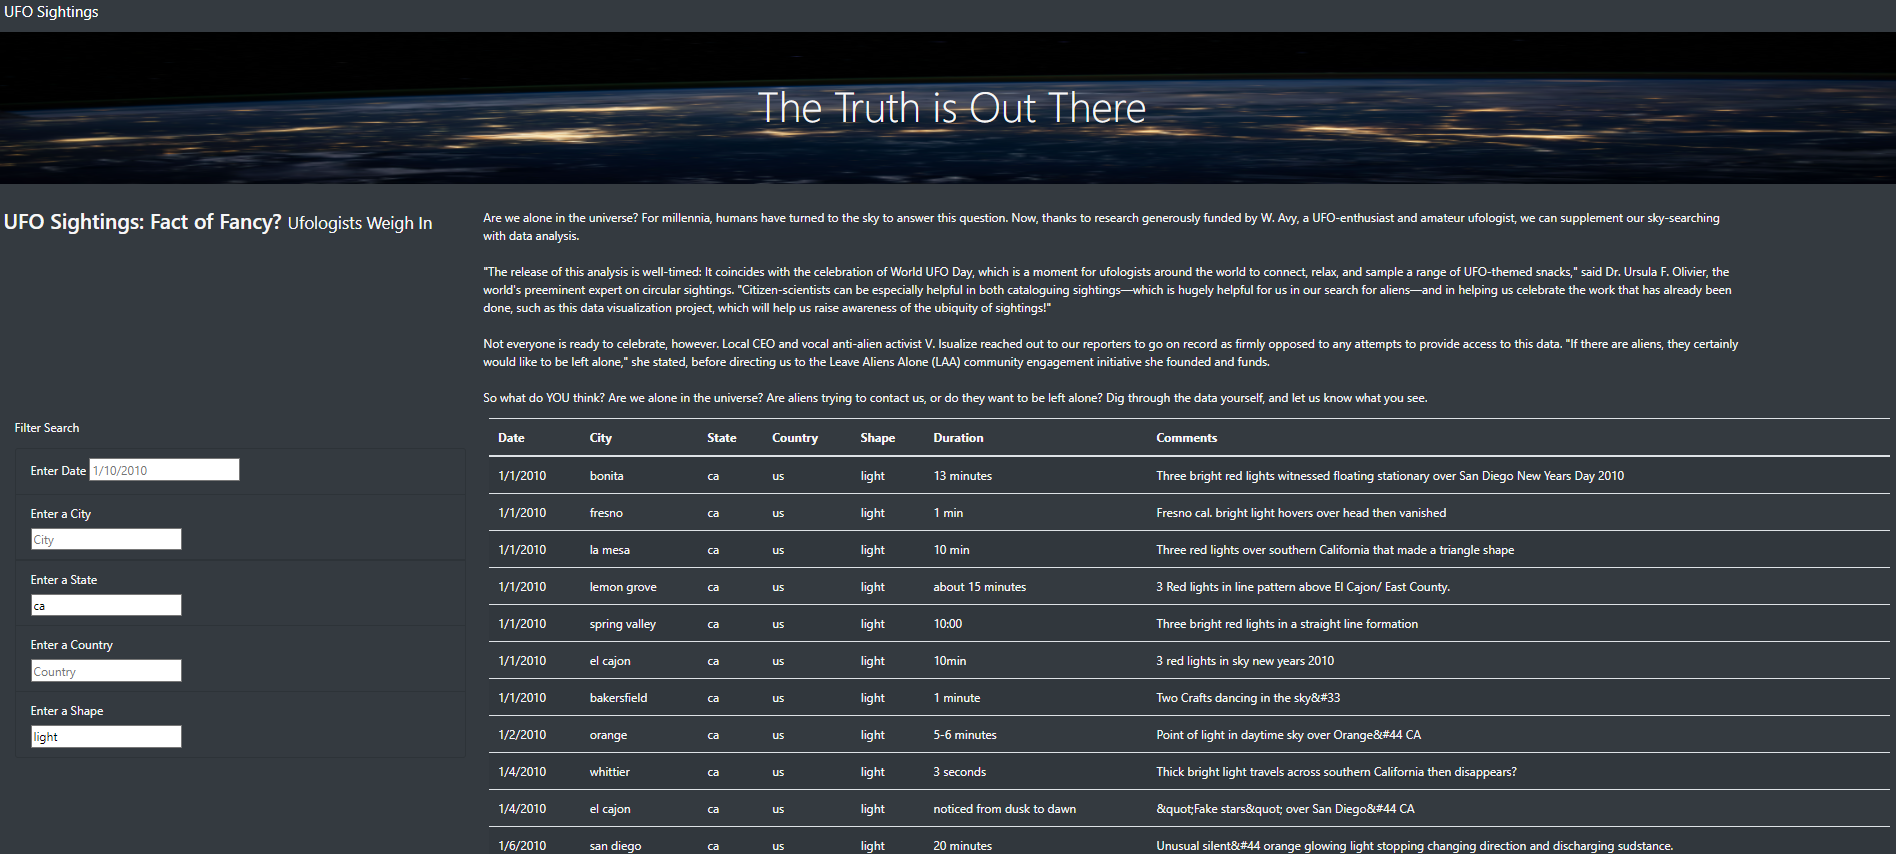 UFO Sightings
The Truth is Out There
UFO Sightings: Fact of Fancy? Ufologists Weigh In
Are we alone in the universe? For millennia, humans have turned to the sky to answer this question. Now, thanks to research generously funded by W. Avy, a UFO-enthusiast and amateur ufologist, we can supplement our sky-searching
with data analysis.
"The release of this analysis is well-timed: It coincides with the celebration of World UFO Day, which is a moment for ufologists around the world to connect, relax, and sample a range of UFO-themed snacks," said Dr. Ursula F. Olivier, the
world's preeminent expert on circular sightings. "Citizen-scientists can be especially helpful in both cataloguing sightings—which is hugely helpful for us in our search for aliens—and in helping us celebrate the work that has already been
done, such as this data visualization project, which will help us raise awareness of the ubiquity of sightings!"
Not everyone is ready to celebrate, however. Local CEO and vocal anti-alien activist V. Isualize reached out to our reporters to go on record as firmly opposed to any attempts to provide access to this data. "If there are aliens, they certainly
would like to be left alone," she stated, before directing us to the Leave Aliens Alone (LAA) community engagement initiative she founded and funds.
So what do YOU think? Are we alone in the universe? Are aliens trying to contact us, or do they want to be left alone? Dig through the data yourself, and let us know what you see.
Filter Search
Enter Date 1/10/2010
Enter a City
City
Enter a State
ca
Enter a Country
Country
Enter a Shape
light
Date City State Country Shape Duration Comments
1/1/2010 bonita ca us light 13 minutes Three bright red lights witnessed floating stationary over San Diego New Years Day 2010
1/1/2010 fresno ca us light 1 min Fresno cal. bright light hovers over head then vanished
1/1/2010 la mesa ca us light 10 min Three red lights over southern California that made a triangle shape
1/1/2010 lemon grove ca us light about 15 minutes 3 Red lights in line pattern above El Cajon/ East County.
1/1/2010 spring valley ca us light 10:00 Three bright red lights in a straight line formation
1/1/2010 el cajon ca us light 10min 3 red lights in sky new years 2010
1/1/2010 bakersfield ca us light 1 minute Two Crafts dancing in the sky&#33
1/2/2010 orange ca us light 5-6 minutes Point of light in daytime sky over Orange&#44 CA
1/4/2010 whittier ca us light 3 seconds Thick bright light travels across southern California then disappears?
1/4/2010 el cajon ca us light noticed from dusk to dawn &quot;Fake stars&quot; over San Diego&#44 CA
1/6/2010 san diego ca us light 20 minutes Unusual silent&#44 orange glowing light stopping changing direction and discharging sudstance.